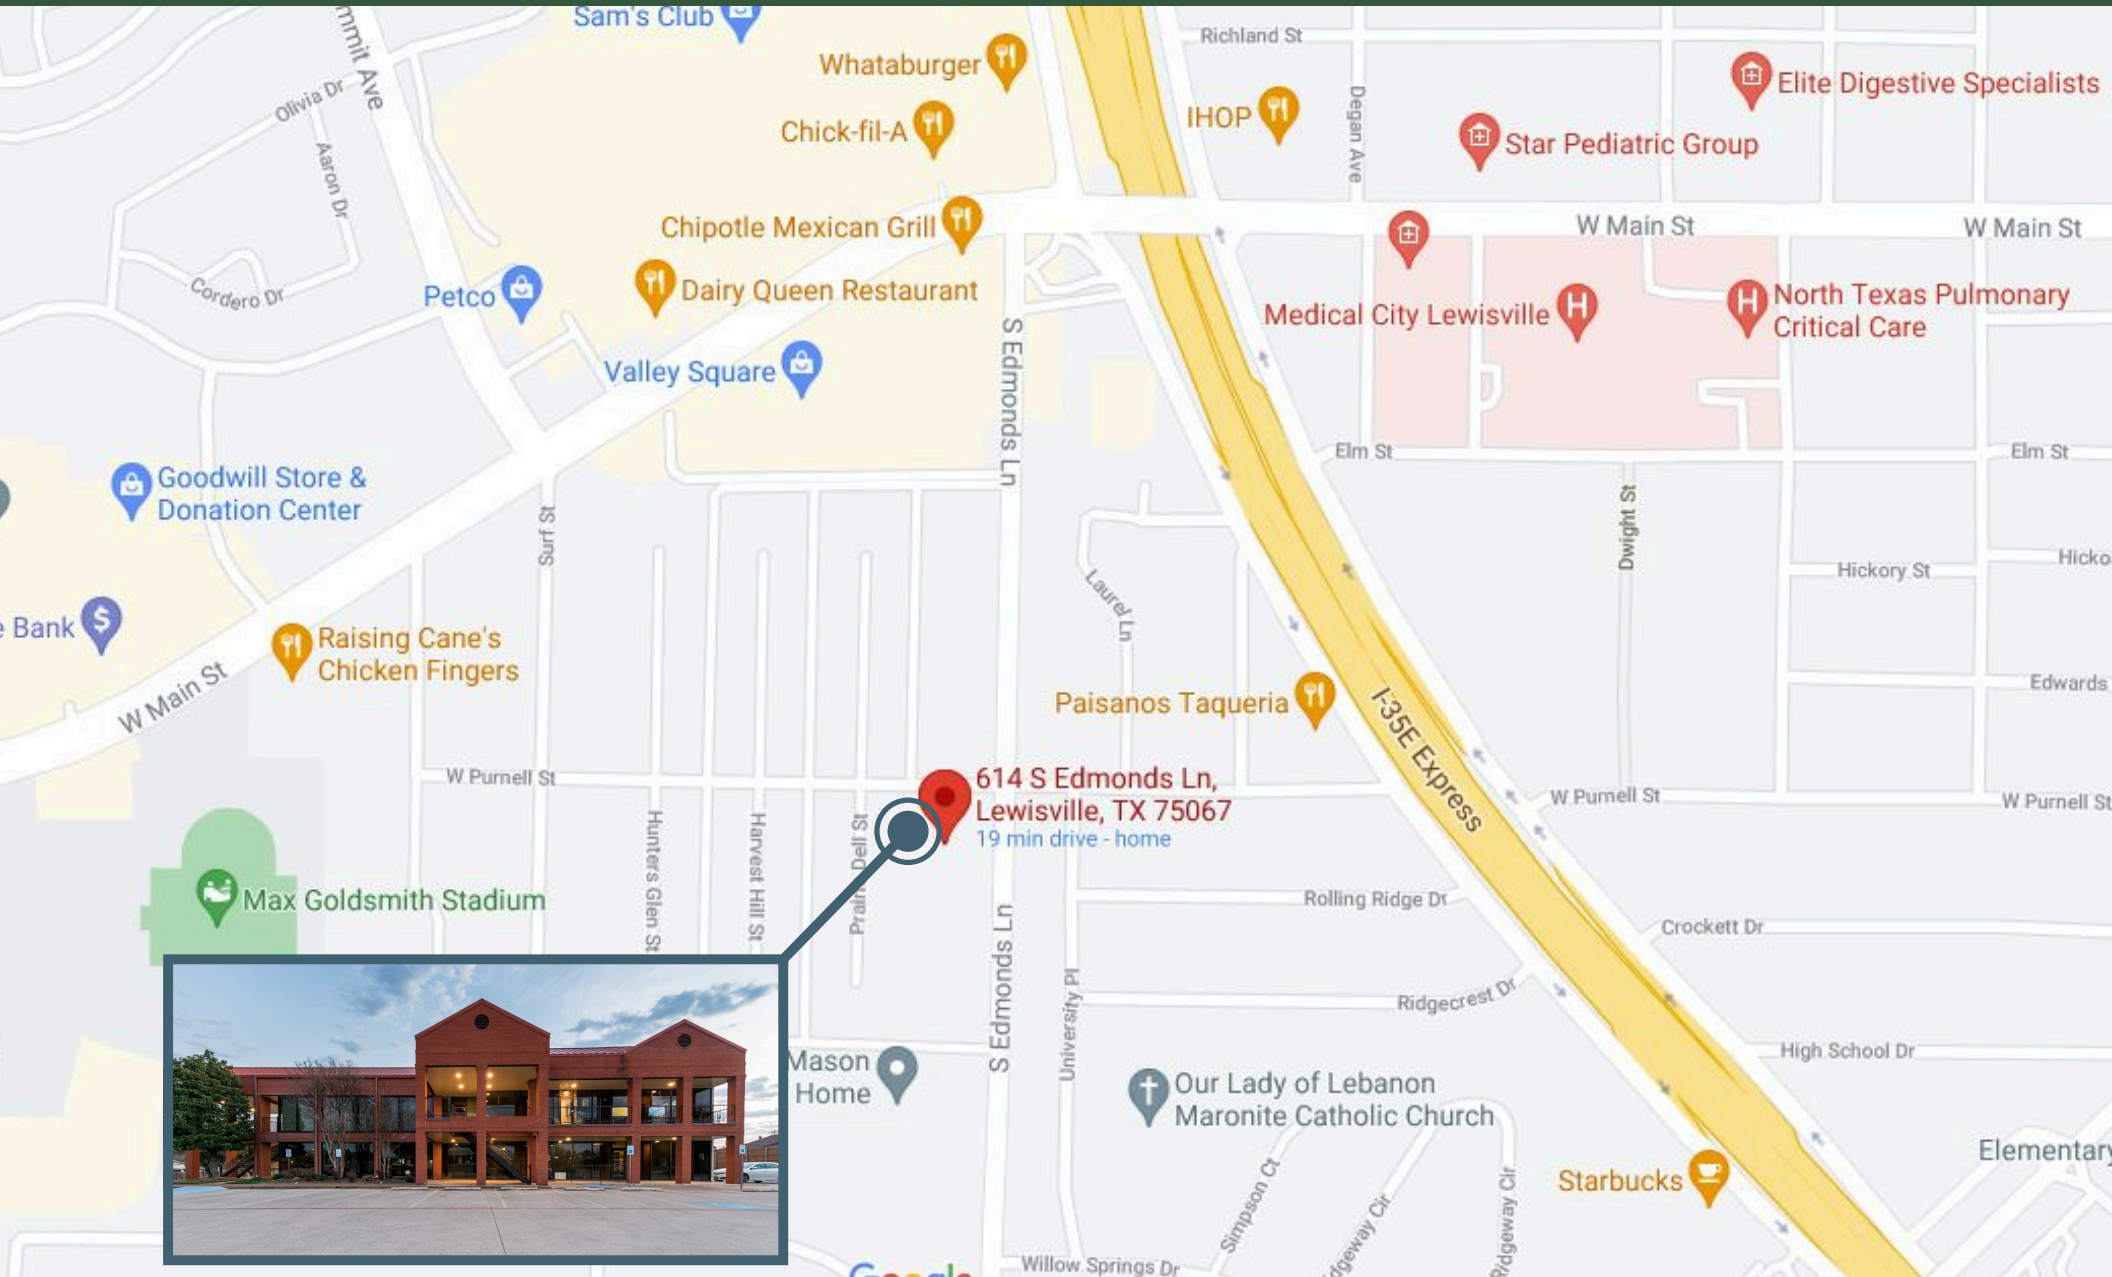 Sam's Club
Whataburger
Richland St
Olivia Dr
Degan Ave
Elite Digestive Specialists
Chick-fil-A
IHOP
Star Pediatric Group
Aaron Dr
Chipotle Mexican Grill
W Main St
W Main St
Cordero Dr
Petco
Dairy Queen Restaurant
Medical City Lewisville
North Texas Pulmonary
Critical Care
Valley Square
S Edmonds Ln
Elm St
Elm St
Goodwill Store &
Donation Center
Surf St
Dwight St
Hickory St
Laurel Ln
Bank
Raising Cane's
Chicken Fingers
W Main St
Edwards
Paisanos Taqueria
I-35E Express
W Purnell St
614 S Edmonds Ln,
Lewisville, TX 75067
19 min drive - home
W Purnell St
W Purnell St
Hunters Glen St
Harvest Hill St
Dell St
Max Goldsmith Stadium
Rolling Ridge Dr
Crockett Dr
S Edmonds Ln
University Pl
Ridgecrest Dr
High School Dr
Mason
Home
Our Lady of Lebanon
Maronite Catholic Church
Elementary
Simpson Ct
Starbucks
Willow Springs Dr
Google